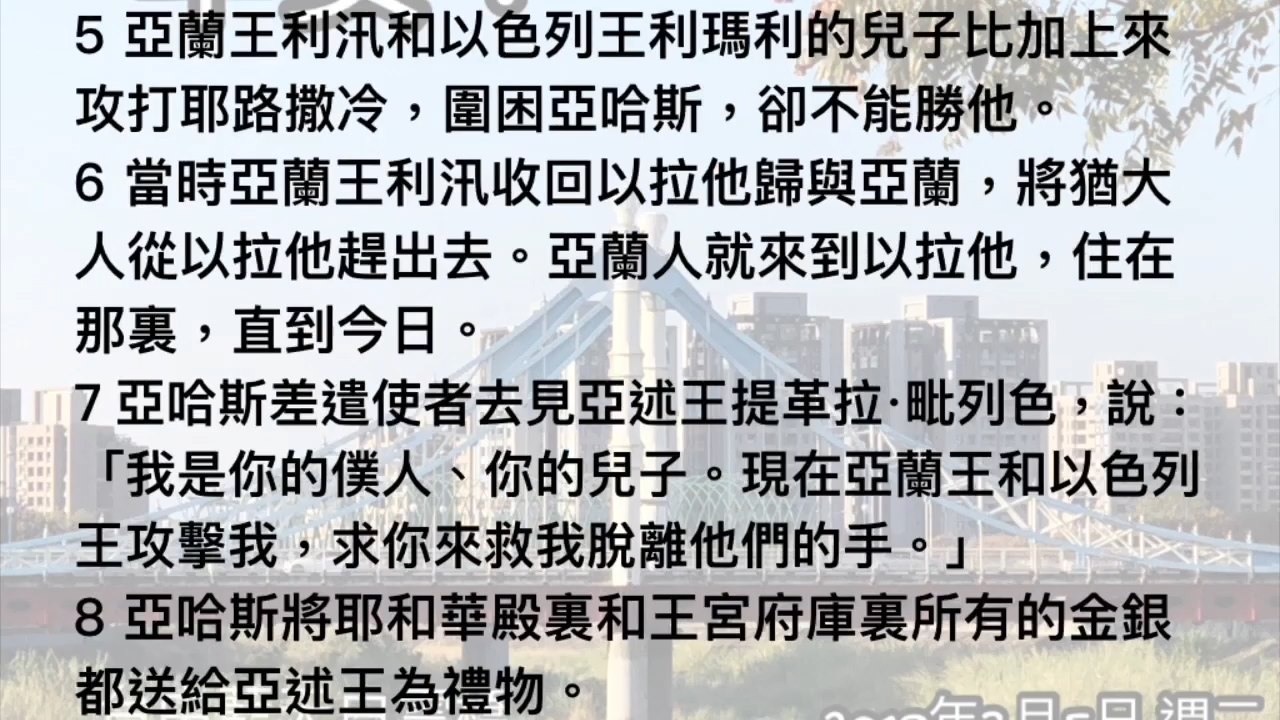 5 亞蘭王利汛和以色列王利瑪利的兒子比加上來
攻打耶路撒冷，圍困亞哈斯，卻不能勝他。
6 當時亞蘭王利汛收回以拉他歸與亞蘭，將猶大
人從以拉他趕出去。亞蘭人就來到以拉他，住在
那裏，直到今日。
7 亞哈斯差遣使者去見亞述王提革拉·毗列色，說：
「我是你的僕人、你的兒子。現在亞蘭王和以色列
王攻擊我，求你來救我脫離他們的手。」
8 亞哈斯將耶和華殿裏和王宮府庫裏所有的金銀
都送給亞述王為禮物。